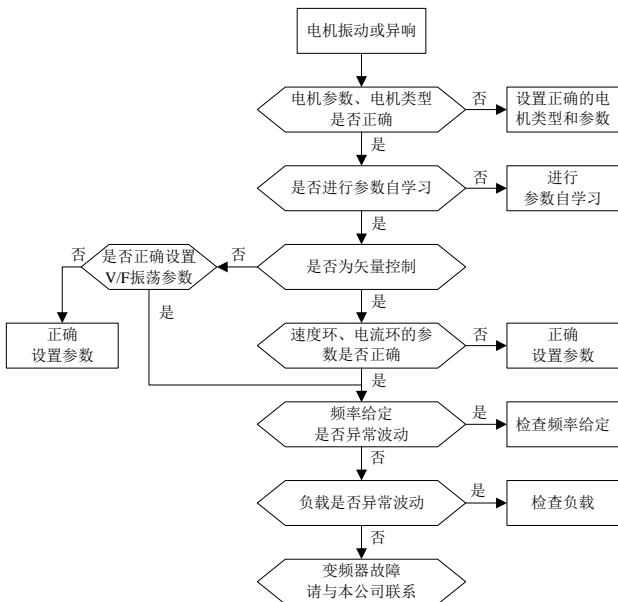 电机振动或异响
电机参数、电机类型
是否正确
否
设置正确的电
机类型和参数
是
是否进行参数自学习
否
进行
参数自学习
是
否
是否正确设置
V/F振荡参数
否
是否为矢量控制
是
是
正确
设置参数
速度环、电流环的参
数是否正确
否
正确
设置参数
是
频率给定
是否异常波动
是
检查频率给定
否
负载是否异常波动
是
检查负载
否
变频器故障
请与本公司联系